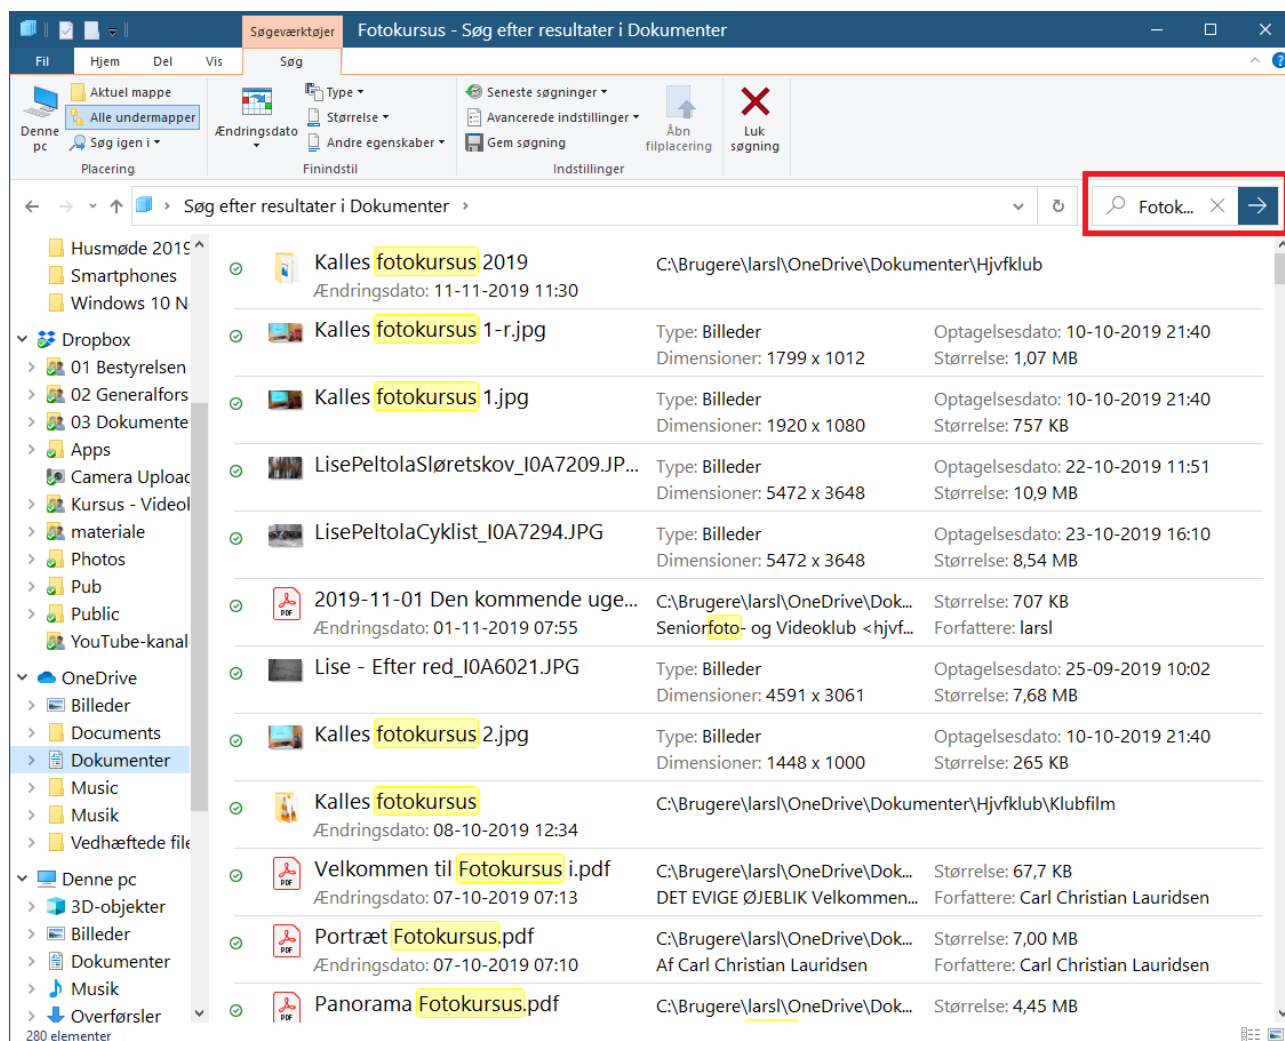 Søgeværktøjer
Fotokursus - Søg efter resultater i Dokumenter
Fil Hjem Del Vis Søg
Denne pc
Aktuel mappe
Alle undermapper
Søg igen i
Placering
Ændringsdato
Type
Størrelse
Andre egenskaber
Finindstil
Seneste søgninger
Avancerede indstillinger
Gem søgning
Åbn filplacering
Indstillinger
Luk søgning
Søg efter resultater i Dokumenter
Fotok...
Husmøde 2019
Smartphones
Windows 10 N
Dropbox
01 Bestyrelsen
02 Generalfors
03 Dokumente
Apps
Camera Uploac
Kursus - Videol
materiale
Photos
Pub
Public
YouTube-kanal
OneDrive
Billeder
Documents
Dokumenter
Music
Musik
Vedhæftede file
Denne pc
3D-objekter
Billeder
Dokumenter
Musik
Overførsler
Kalles fotokursus 2019
Ændringsdato: 11-11-2019 11:30
C:\Brugere\larsl\OneDrive\Dokumenter\Hjvfklub
Kalles fotokursus 1-r.jpg
Type: Billeder
Dimensioner: 1799 x 1012
Optagelsesdato: 10-10-2019 21:40
Størrelse: 1,07 MB
Kalles fotokursus 1.jpg
Type: Billeder
Dimensioner: 1920 x 1080
Optagelsesdato: 10-10-2019 21:40
Størrelse: 757 KB
LisePeltolaSløretskov_I0A7209.JP...
Type: Billeder
Dimensioner: 5472 x 3648
Optagelsesdato: 22-10-2019 11:51
Størrelse: 10,9 MB
LisePeltolaCyklist_I0A7294.JPG
Type: Billeder
Dimensioner: 5472 x 3648
Optagelsesdato: 23-10-2019 16:10
Størrelse: 8,54 MB
PDF
2019-11-01 Den kommende uge...
Ændringsdato: 01-11-2019 07:55
C:\Brugere\larsl\OneDrive\Dok...
Seniorfoto- og Videoklub <hjvf...
Størrelse: 707 KB
Forfattere: larsl
Lise - Efter red_I0A6021.JPG
Type: Billeder
Dimensioner: 4591 x 3061
Optagelsesdato: 25-09-2019 10:02
Størrelse: 7,68 MB
Kalles fotokursus 2.jpg
Type: Billeder
Dimensioner: 1448 x 1000
Optagelsesdato: 10-10-2019 21:40
Størrelse: 265 KB
Kalles fotokursus
Ændringsdato: 08-10-2019 12:34
C:\Brugere\larsl\OneDrive\Dokumenter\Hjvfklub\Klubfilm
PDF
Velkommen til Fotokursus i.pdf
Ændringsdato: 07-10-2019 07:13
C:\Brugere\larsl\OneDrive\Dok...
DET EVIGE ØJEBLIK Velkommen...
Størrelse: 67,7 KB
Forfattere: Carl Christian Lauridsen
PDF
Portræt Fotokursus.pdf
Ændringsdato: 07-10-2019 07:10
C:\Brugere\larsl\OneDrive\Dok...
Af Carl Christian Lauridsen
Størrelse: 7,00 MB
Forfattere: Carl Christian Lauridsen
PDF
Panorama Fotokursus.pdf
C:\Brugere\larsl\OneDrive\Dok...
Størrelse: 4,45 MB
280 elementer